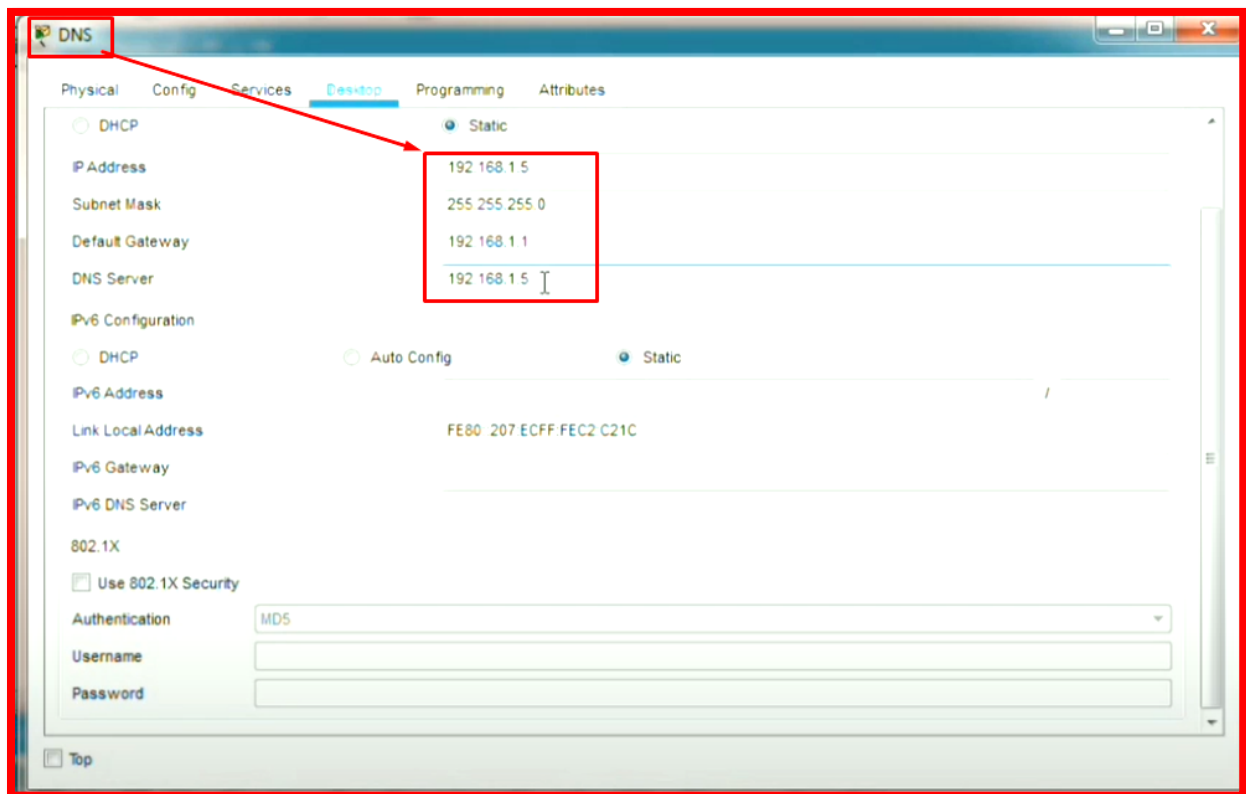 DNS
Physical Config Services Desktop Programming Attributes
DHCP Static
IP Address 192.168.1.5
Subnet Mask 255.255.255.0
Default Gateway 192.168.1.1
DNS Server 192.168.1.5
IPv6 Configuration
DHCP Auto Config Static
IPv6 Address /
Link Local Address FE80::207:ECFF:FEC2:C21C
IPv6 Gateway
IPv6 DNS Server
802.1X
Use 802.1X Security
Authentication MD5
Username
Password
Top